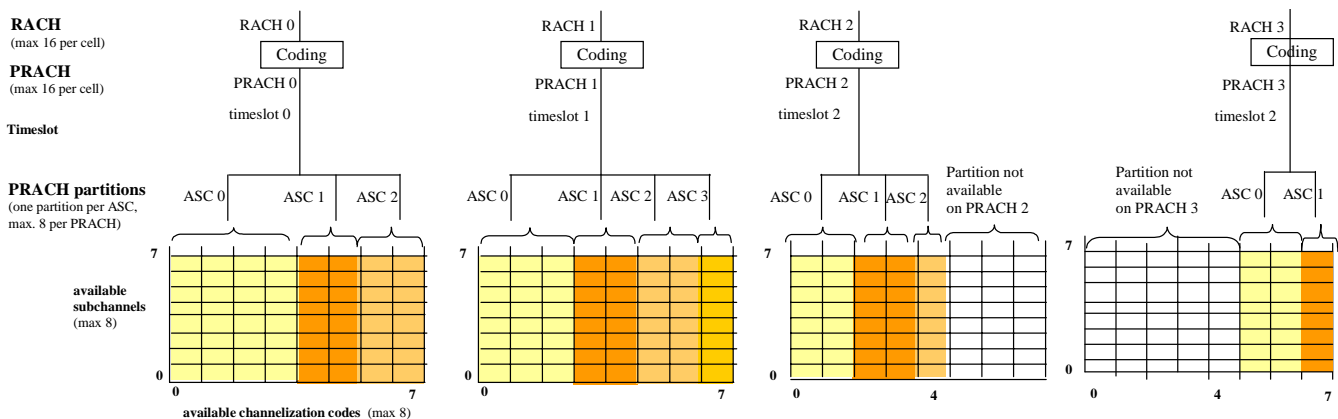 RACH
(max 16 per cell)
PRACH
(max 16 per cell)
Timeslot
PRACH partitions
(one partition per ASC,
max. 8 per PRACH)
available
subchannels
(max 8)
RACH 0
Coding
PRACH 0
timeslot 0
ASC 0
ASC 1
ASC 2
7
0
0
7
available channelization codes (max 8)
RACH 1
Coding
PRACH 1
timeslot 1
ASC 0
ASC 1
ASC 2
ASC 3
7
0
0
7
RACH 2
Coding
PRACH 2
timeslot 2
ASC 0
ASC 1
ASC 2
Partition not
available
on PRACH 2
7
0
0
4
RACH 3
Coding
PRACH 3
timeslot 2
Partition not
available
on PRACH 3
ASC 0
ASC 1
7
0
0
4
7